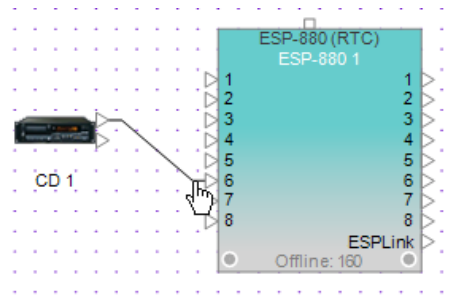 ESP-880 (RTC)
ESP-880 1
1 1
2 2
3 3
4 4
5 5
6 6
7 7
8 8
ESPLink
Offline: 160
CD 1